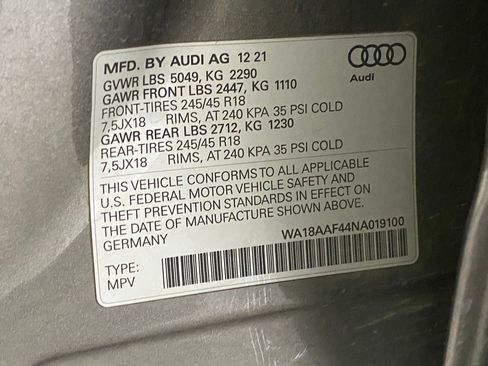 MFD. BY AUDI AG 12 21
GVWR LBS 5049, KG 2290
GAWR FRONT LBS 2447, KG 1110
FRONT-TIRES 245/45 R18
7,5JX18 RIMS, AT 240 KPA 35 PSI COLD
GAWR REAR LBS 2712, KG 1230
REAR-TIRES 245/45 R18
7,5JX18 RIMS, AT 240 KPA 35 PSI COLD
Audi
THIS VEHICLE CONFORMS TO ALL APPLICABLE
U.S. FEDERAL MOTOR VEHICLE SAFETY AND
THEFT PREVENTION STANDARDS IN EFFECT ON
THE DATE OF MANUFACTURE SHOWN ABOVE.
GERMANY
WA18AAF44NA019100
TYPE:
MPV